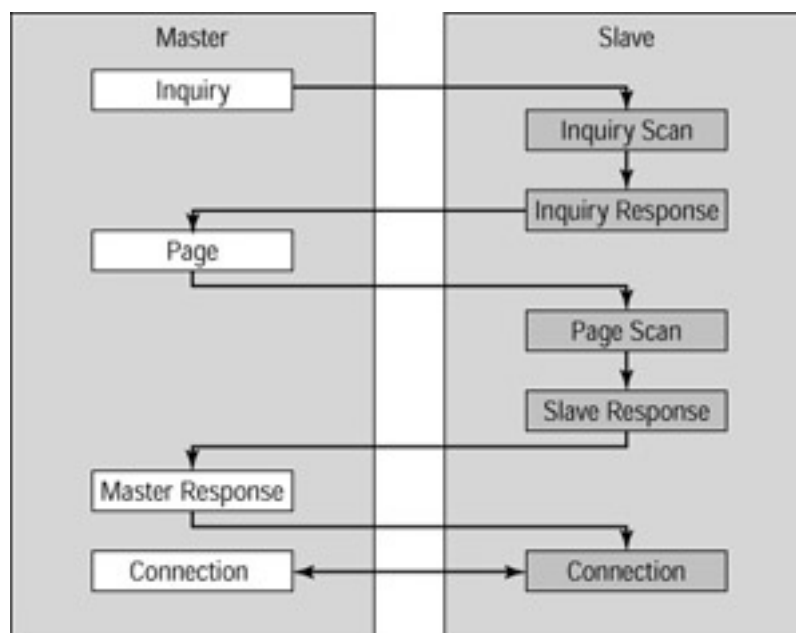 Master
Slave
Inquiry
Inquiry Scan
Inquiry Response
Page
Page Scan
Slave Response
Master Response
Connection
Connection